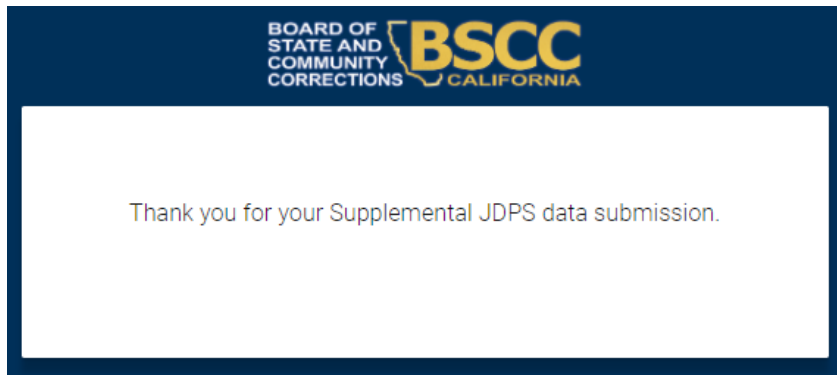 BOARD OF
STATE AND
COMMUNITY
CORRECTIONS
BSCC
CALIFORNIA
Thank you for your Supplemental JDPS data submission.